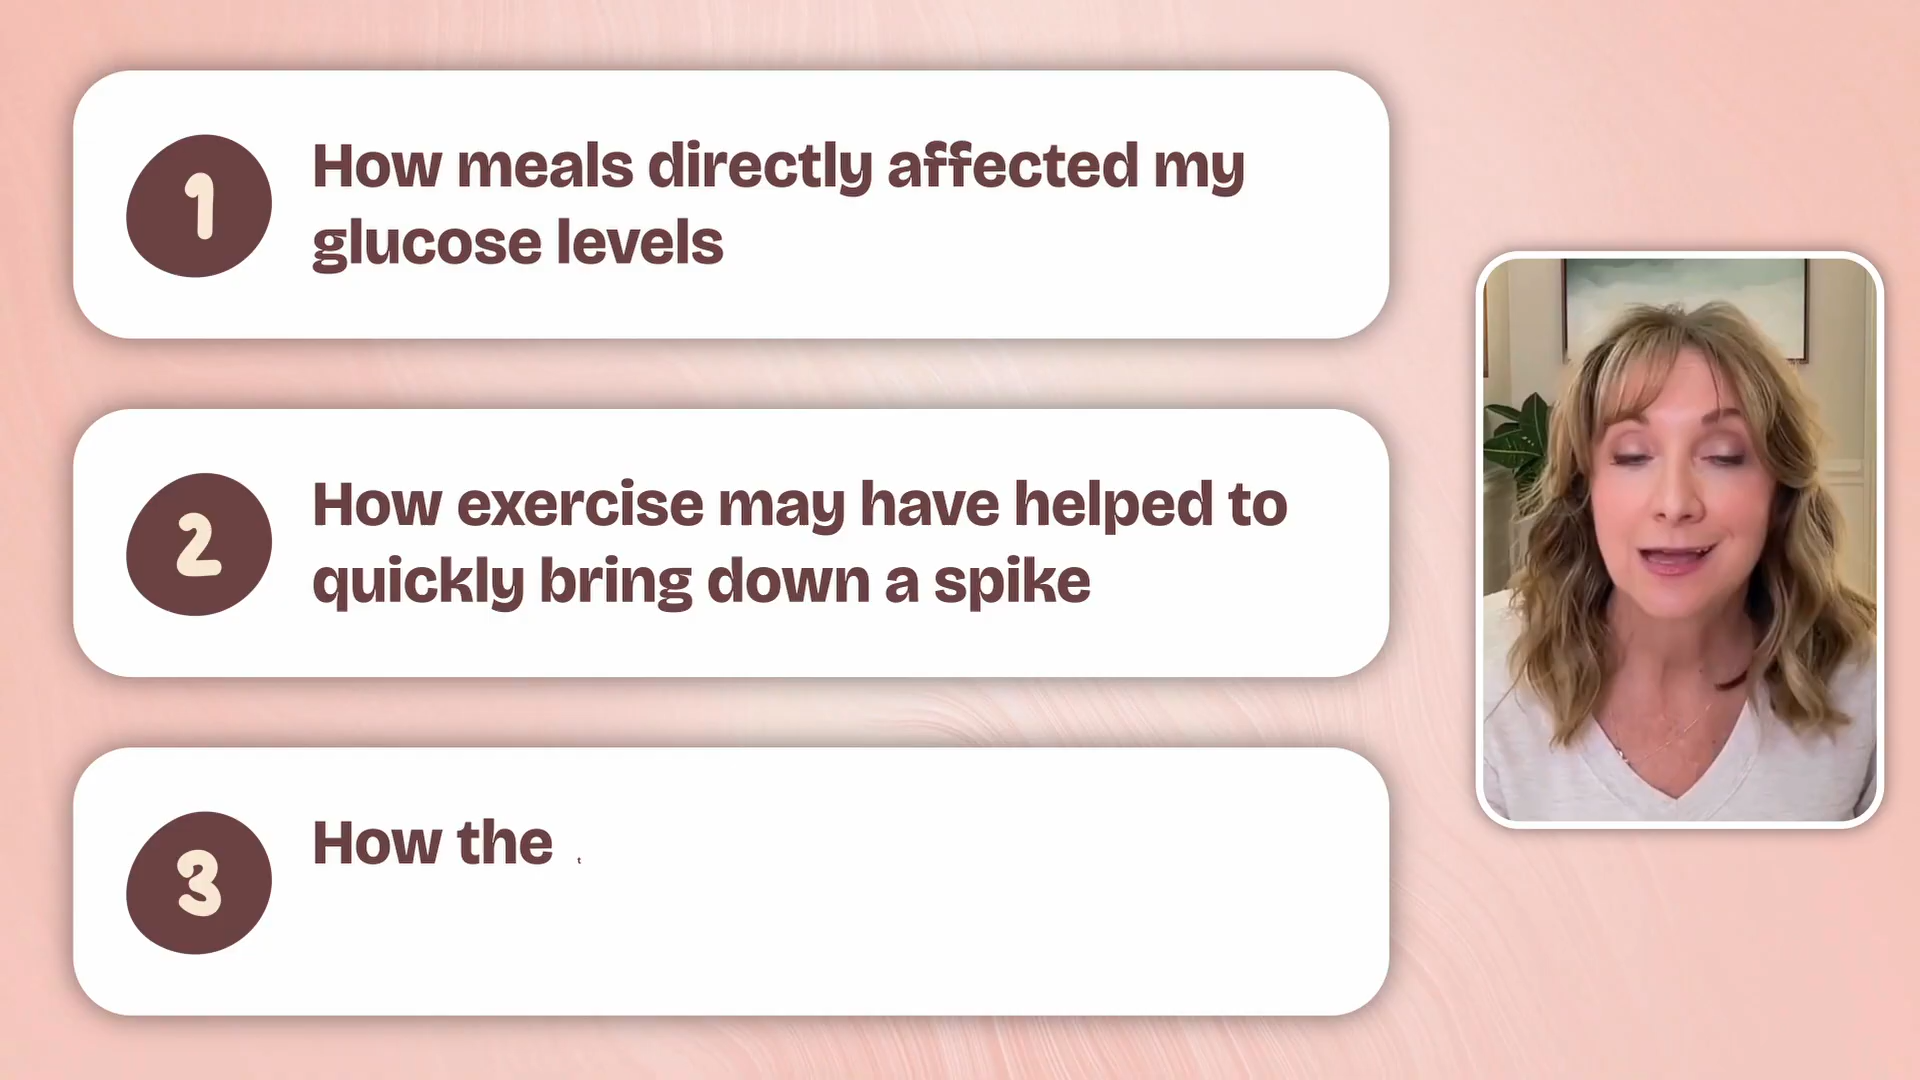 1
How meals directly affected my
glucose levels
2
How exercise may have helped to
quickly bring down a spike
3
How the